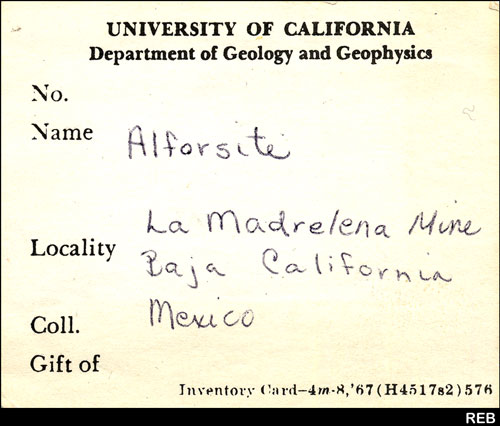 UNIVERSITY OF CALIFORNIA
Department of Geology and Geophysics
No.
Name Alforsite
La Madrelena Mine
Locality Baja California
Mexico
Coll.
Gift of
Inventory Card—4m-8,'67(H4517s2)576
REB